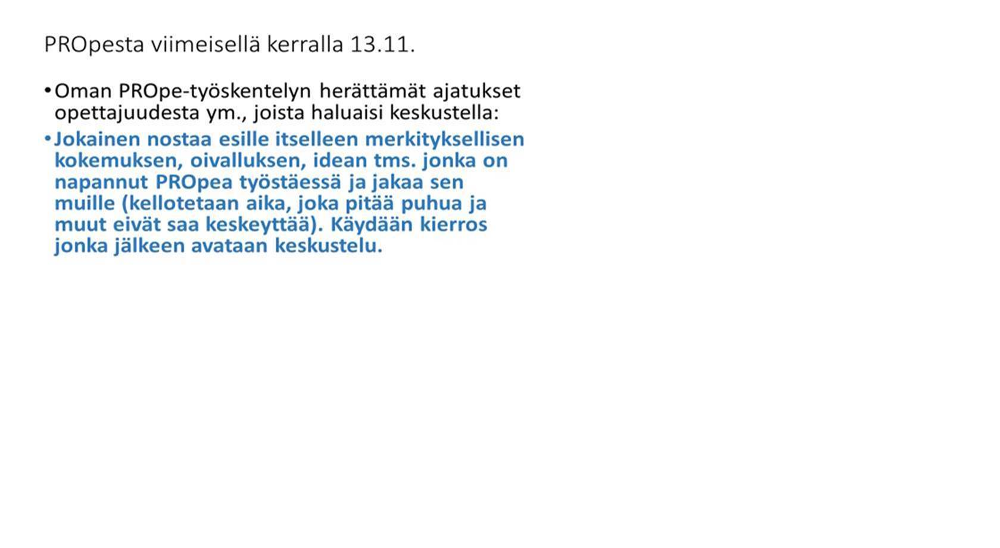 PROpesta viimeisellä kerralla 13.11.
•Oman PROpe-työskentelyn herättämät ajatukset
opettajuudesta ym., joista haluaisi keskustella:
•Jokainen nostaa esille itselleen merkityksellisen
kokemuksen, oivalluksen, idean tms. jonka on
napannut PROpea työstäessä ja jakaa sen
muille (kellotetaan aika, joka pitää puhua ja
muut eivät saa keskeyttää). Käydään kierros
jonka jälkeen avataan keskustelu.